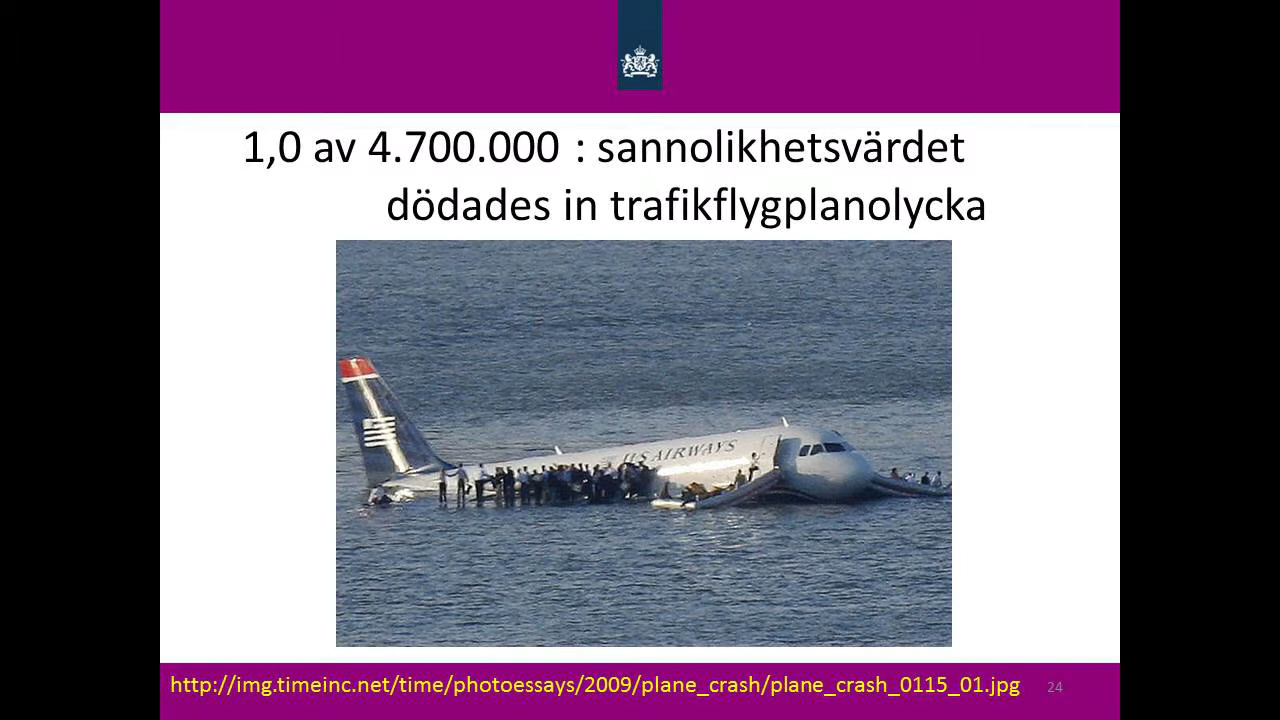 1,0 av 4.700.000 : sannolikhetsvärdet
dödades in trafikflygplanolycka
US AIRWAYS
http://img.timeinc.net/time/photoessays/2009/plane_crash/plane_crash_0115_01.jpg
24